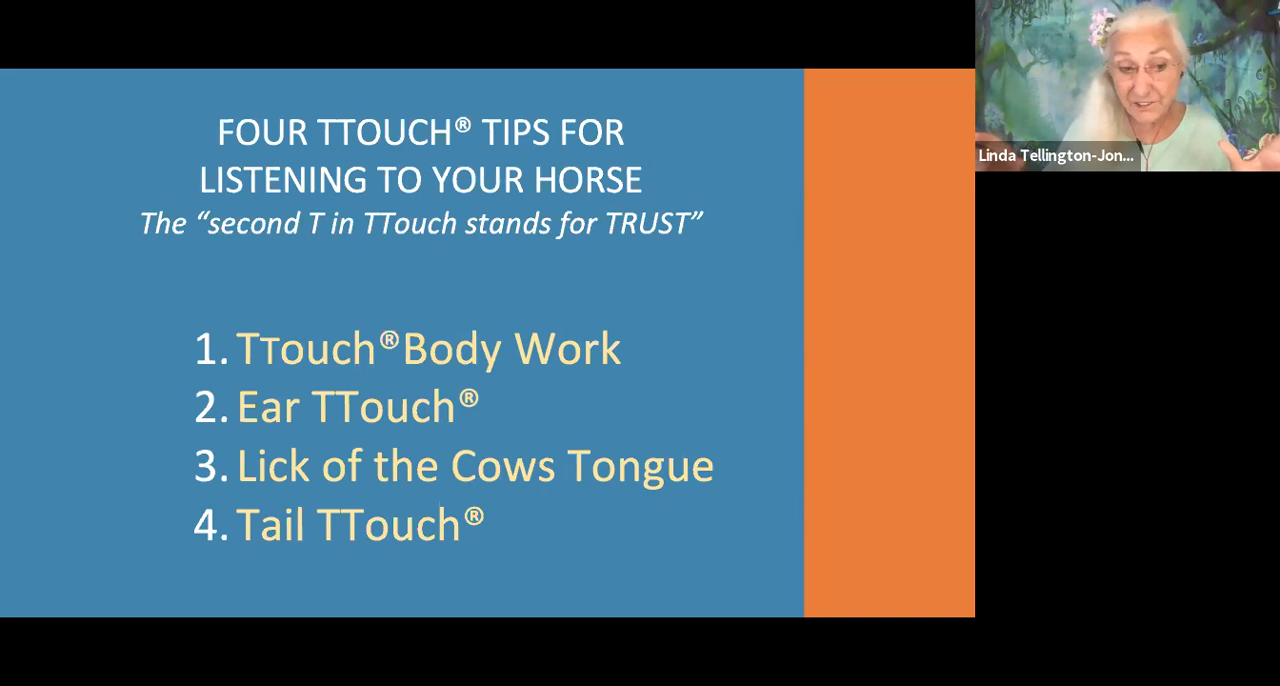 FOUR TTOUCH® TIPS FOR
LISTENING TO YOUR HORSE
The “second T in TTouch stands for TRUST”
1. TTouch®Body Work
2. Ear TTouch®
3. Lick of the Cows Tongue
4. Tail TTouch®
Linda Tellington-Jon...